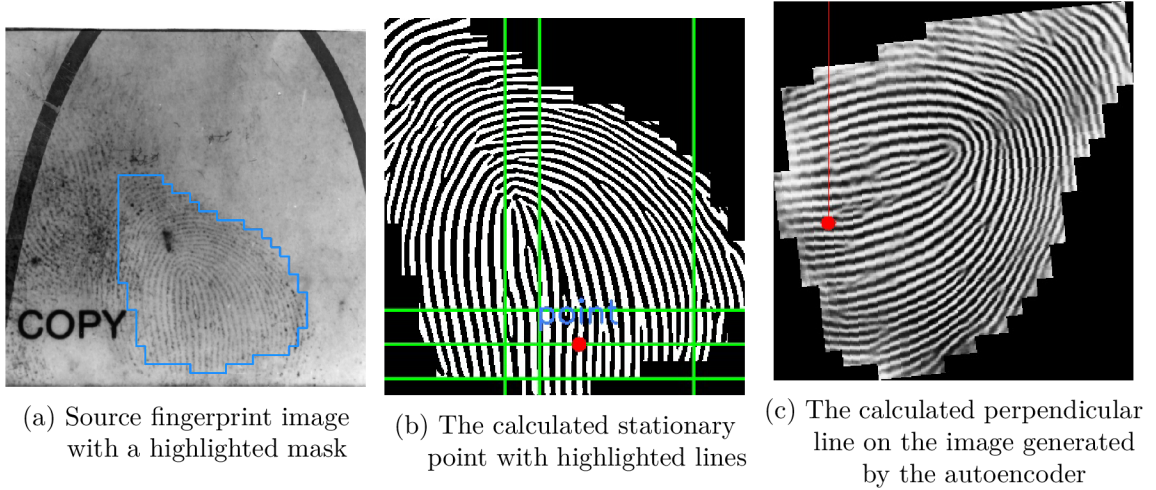 COPY
point
(a) Source fingerprint image
with a highlighted mask
(b) The calculated stationary
point with highlighted lines
(c) The calculated perpendicular
line on the image generated
by the autoencoder